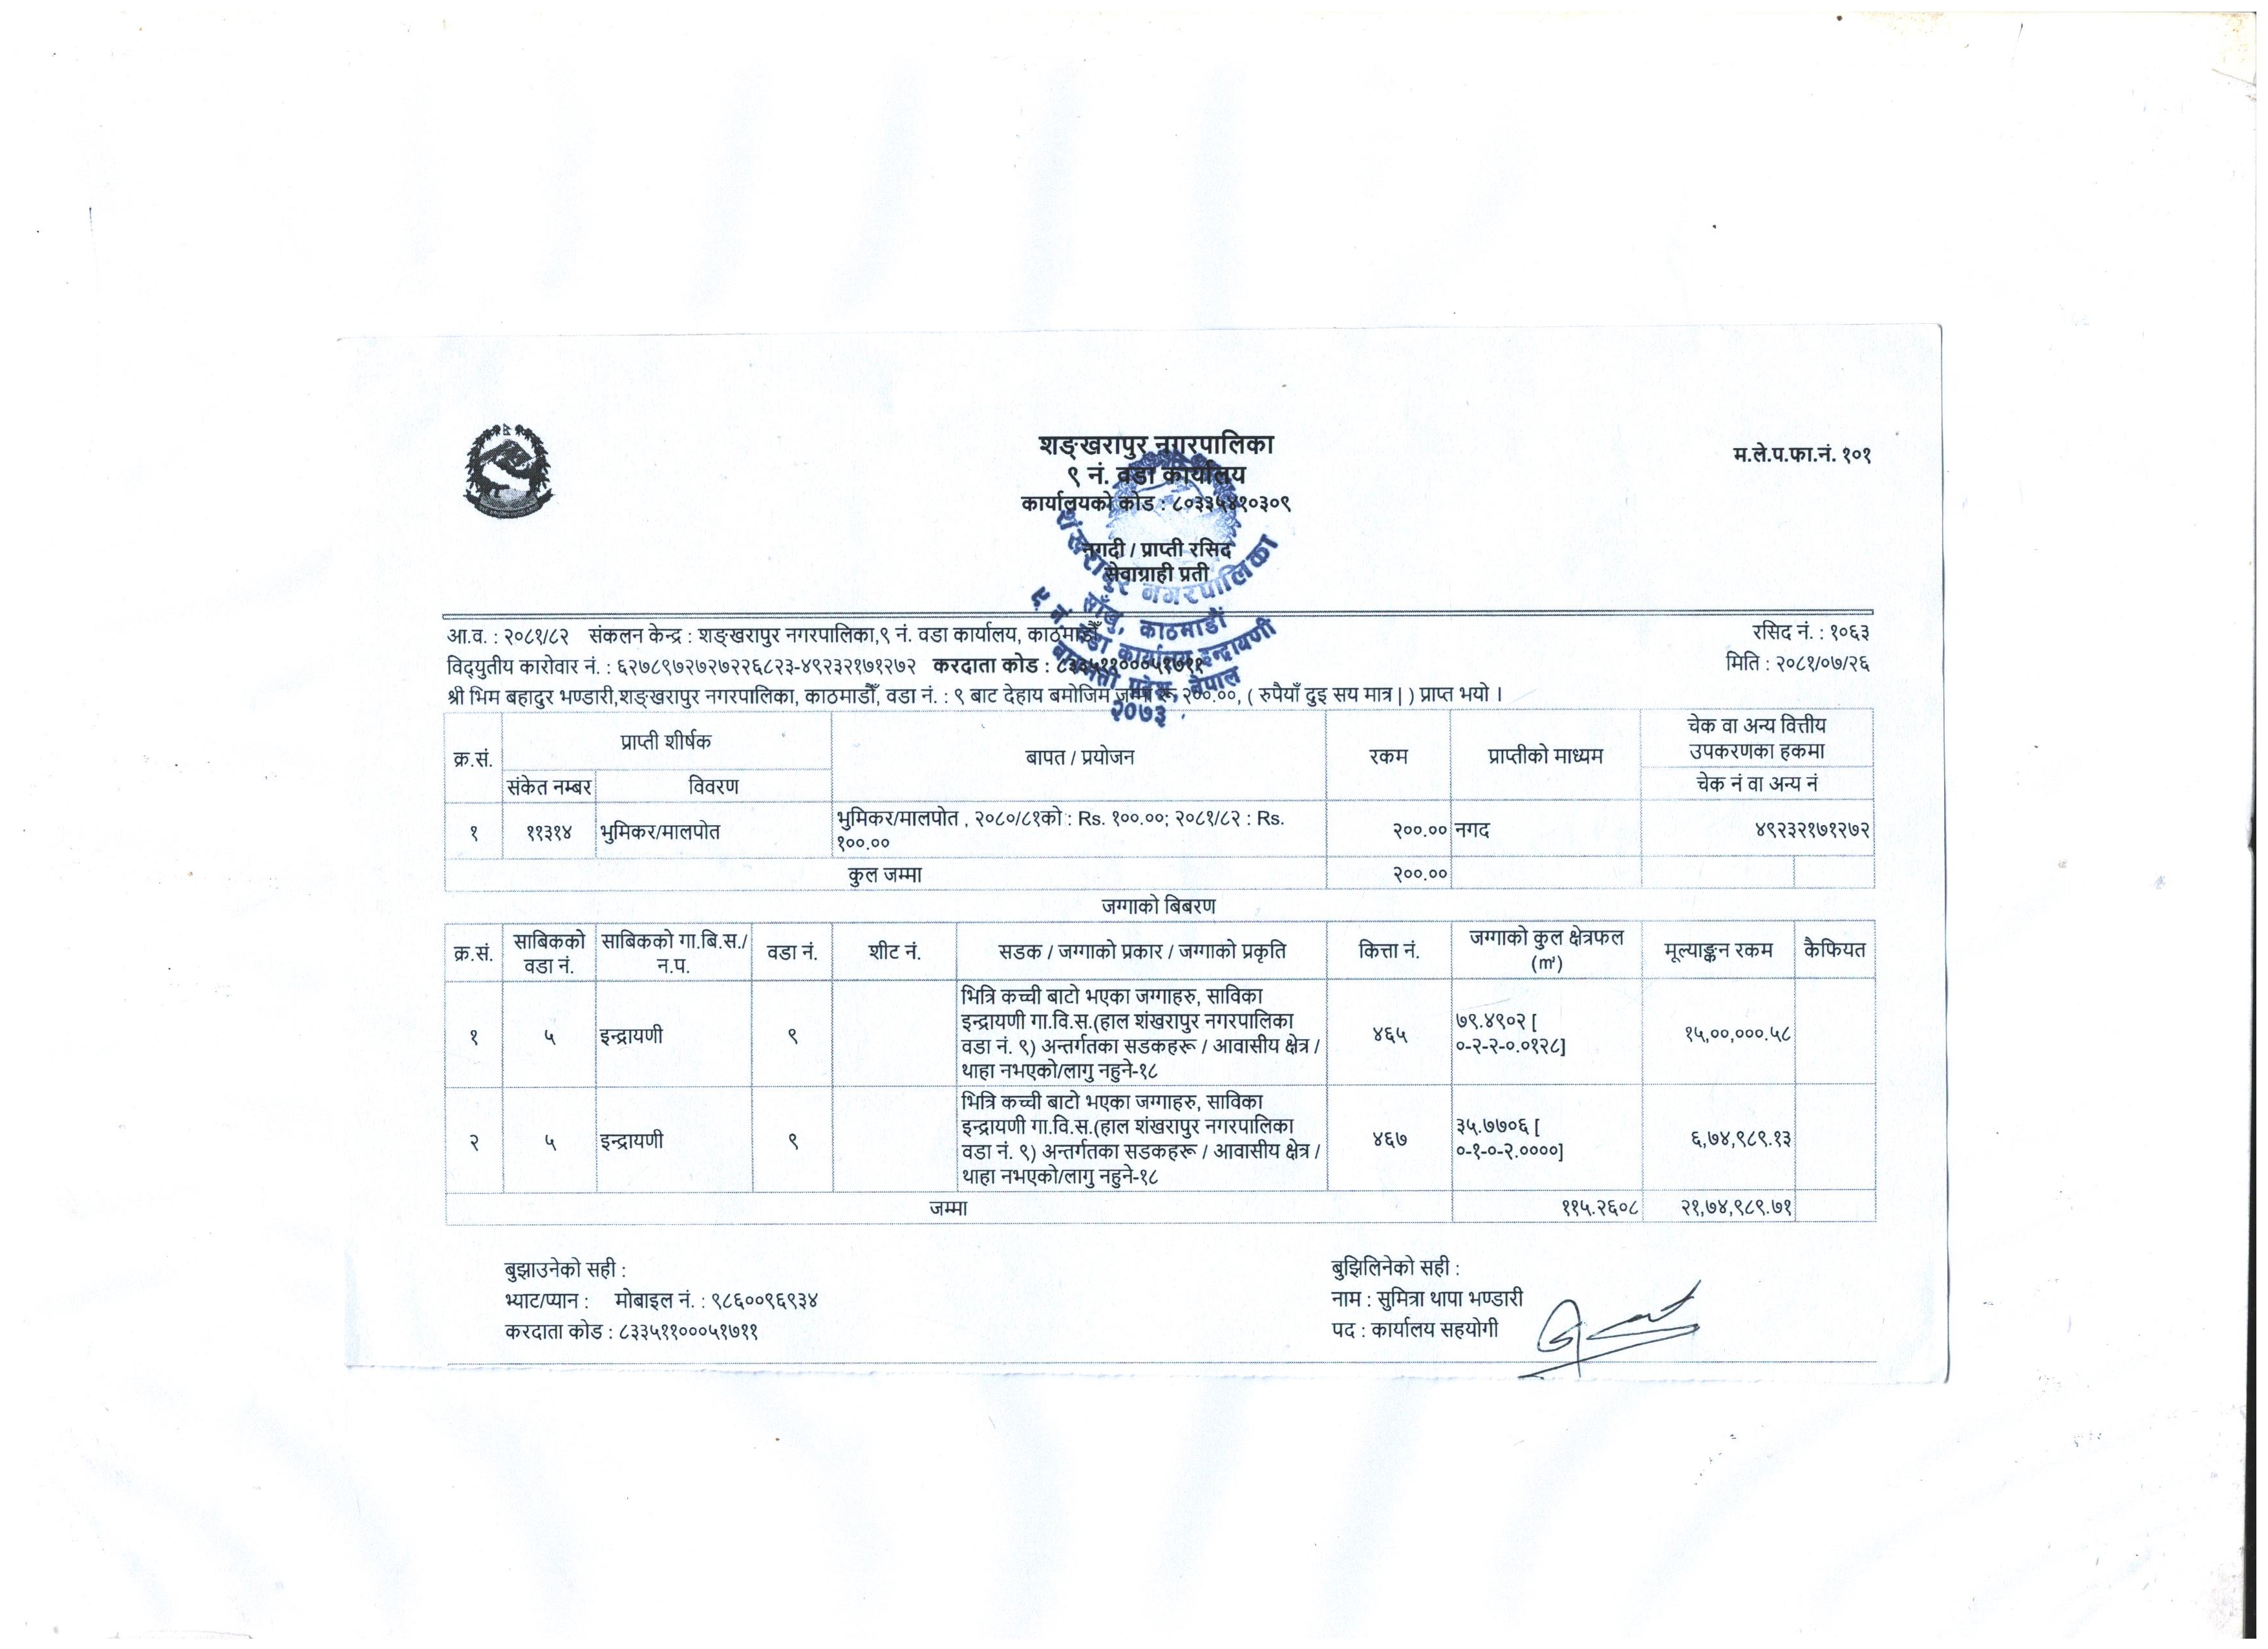 शङ्खरापुर नगरपालिका
९ नं. वडा कार्यालय
कार्यालयको कोड : ८०३३५४१०३०९
म.ले.प.फा.नं. १०१
नगदी / प्राप्ती रसिद
सेवाग्राही प्रती
शंखरापुर नगरपालिका
९ नं. वडा कार्यालय इन्द्रायणी
साँखु, काठमाडौं
बागमती प्रदेश, नेपाल
२०७३
आ.व. : २०८१/८२ संकलन केन्द्र : शङ्खरापुर नगरपालिका,९ नं. वडा कार्यालय, काठमाडौँ रसिद नं. : १०६३
विद्युतीय कारोवार नं. : ६२७८९७२७२७२२६८२३-४९२३२१७१२७२ करदाता कोड : ८३३५११०००५१७११ मिति : २०८१/०७/२६
श्री भिम बहादुर भण्डारी,शङ्खरापुर नगरपालिका, काठमाडौँ, वडा नं. : ९ बाट देहाय बमोजिम जम्मा रू २००.००, ( रुपैयाँ दुइ सय मात्र | ) प्राप्त भयो ।
क्र.सं. प्राप्ती शीर्षक बापत / प्रयोजन रकम प्राप्तीको माध्यम चेक वा अन्य वित्तीय
उपकरणका हकमा
संकेत नम्बर विवरण चेक नं वा अन्य नं
१ ११३१४ भुमिकर/मालपोत भुमिकर/मालपोत , २०८०/८१को : Rs. १००.००; २०८१/८२ : Rs.
१००.०० २००.०० नगद ४९२३२१७१२७२
कुल जम्मा २००.००
जग्गाको बिबरण
क्र.सं. साबिकको
वडा नं. साबिकको गा.बि.स./
न.प. वडा नं. शीट नं. सडक / जग्गाको प्रकार / जग्गाको प्रकृति कित्ता नं. जग्गाको कुल क्षेत्रफल
(m²) मूल्याङ्कन रकम कैफियत
१ ५ इन्द्रायणी ९ भित्रि कच्ची बाटो भएका जग्गाहरु, साविका
इन्द्रायणी गा.वि.स.(हाल शंखरापुर नगरपालिका
वडा नं. ९) अन्तर्गतका सडकहरू / आवासीय क्षेत्र /
थाहा नभएको/लागु नहुने-१८ ४६५ ७९.४९०२ [
०-२-२-०.०१२८] १५,००,०००.५८
२ ५ इन्द्रायणी ९ भित्रि कच्ची बाटो भएका जग्गाहरु, साविका
इन्द्रायणी गा.वि.स.(हाल शंखरापुर नगरपालिका
वडा नं. ९) अन्तर्गतका सडकहरू / आवासीय क्षेत्र /
थाहा नभएको/लागु नहुने-१८ ४६७ ३५.७७०६ [
०-१-०-२.००००] ६,७४,९८९.१३
जम्मा ११५.२६०८ २१,७४,९८९.७१
बुझाउनेको सही :
भ्याट/प्यान : मोबाइल नं. : ९८६००९६९३४
करदाता कोड : ८३३५११०००५१७११
बुझिलिनेको सही :
नाम : सुमित्रा थापा भण्डारी
पद : कार्यालय सहयोगी